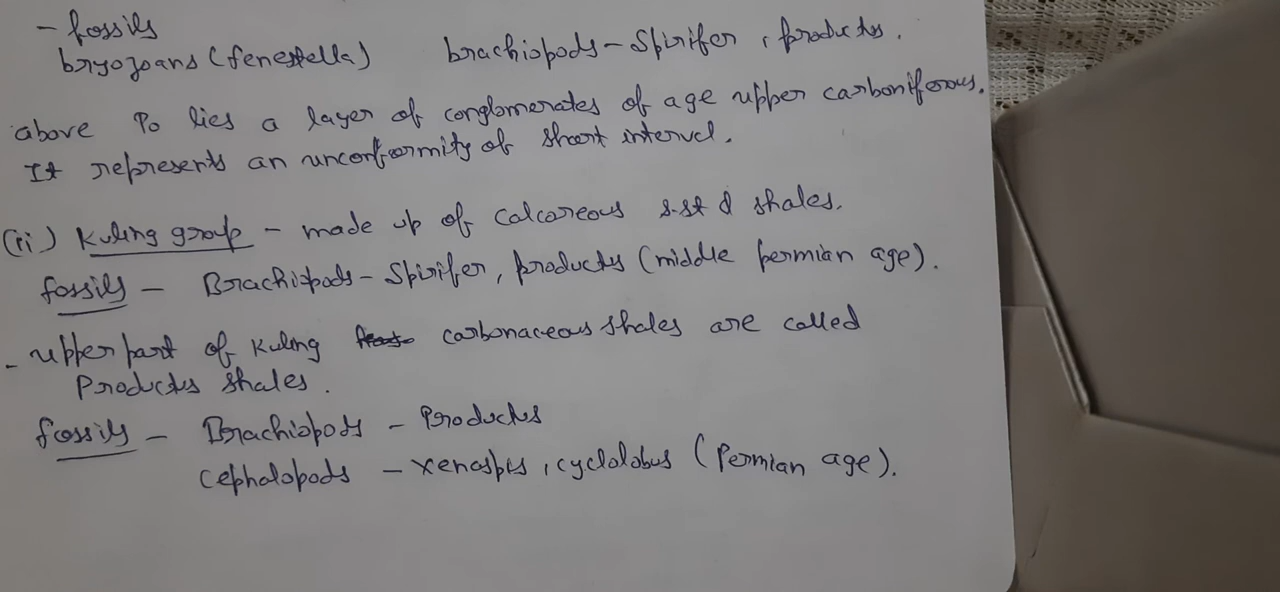 - fossils
bryozoans (fenestella) brachiopods - Spirifer, productus.
above Po lies a layer of conglomerates of age upper carboniferous.
It represents an unconformity of short interval.
(ii) Kuling group - made up of calcareous s.st & shales.
fossils - Brachiopods - Spirifer, productus (middle permian age).
- upper part of Kuling carbonaceous shales are called
Productus shales.
fossils - Brachiopods - Productus
Cephalopods - xenaspis, cyclolobus (Permian age).